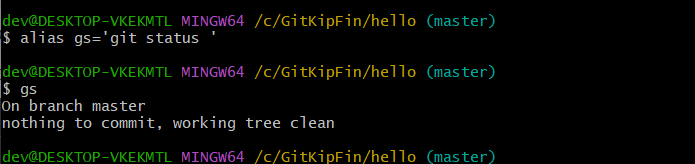 dev@DESKTOP-VKEKMTL MINGW64 /c/GitKipFin/hello (master)
$ alias gs='git status '
dev@DESKTOP-VKEKMTL MINGW64 /c/GitKipFin/hello (master)
$ gs
On branch master
nothing to commit, working tree clean
dev@DESKTOP-VKEKMTL MINGW64 /c/GitKipFin/hello (master)